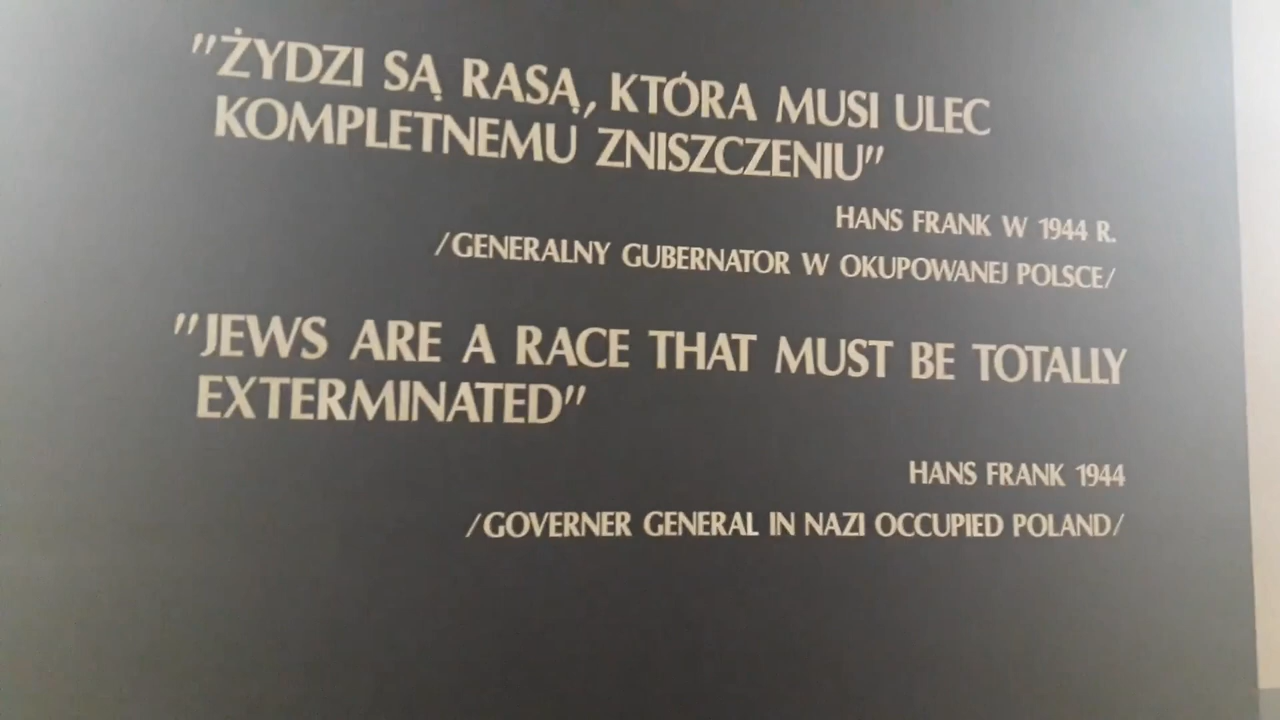 "ŻYDZI SĄ RASĄ, KTÓRA MUSI ULEC
KOMPLETNEMU ZNISZCZENIU"
HANS FRANK W 1944 R.
/GENERALNY GUBERNATOR W OKUPOWANEJ POLSCE/
"JEWS ARE A RACE THAT MUST BE TOTALLY
EXTERMINATED"
HANS FRANK 1944
/GOVERNER GENERAL IN NAZI OCCUPIED POLAND/